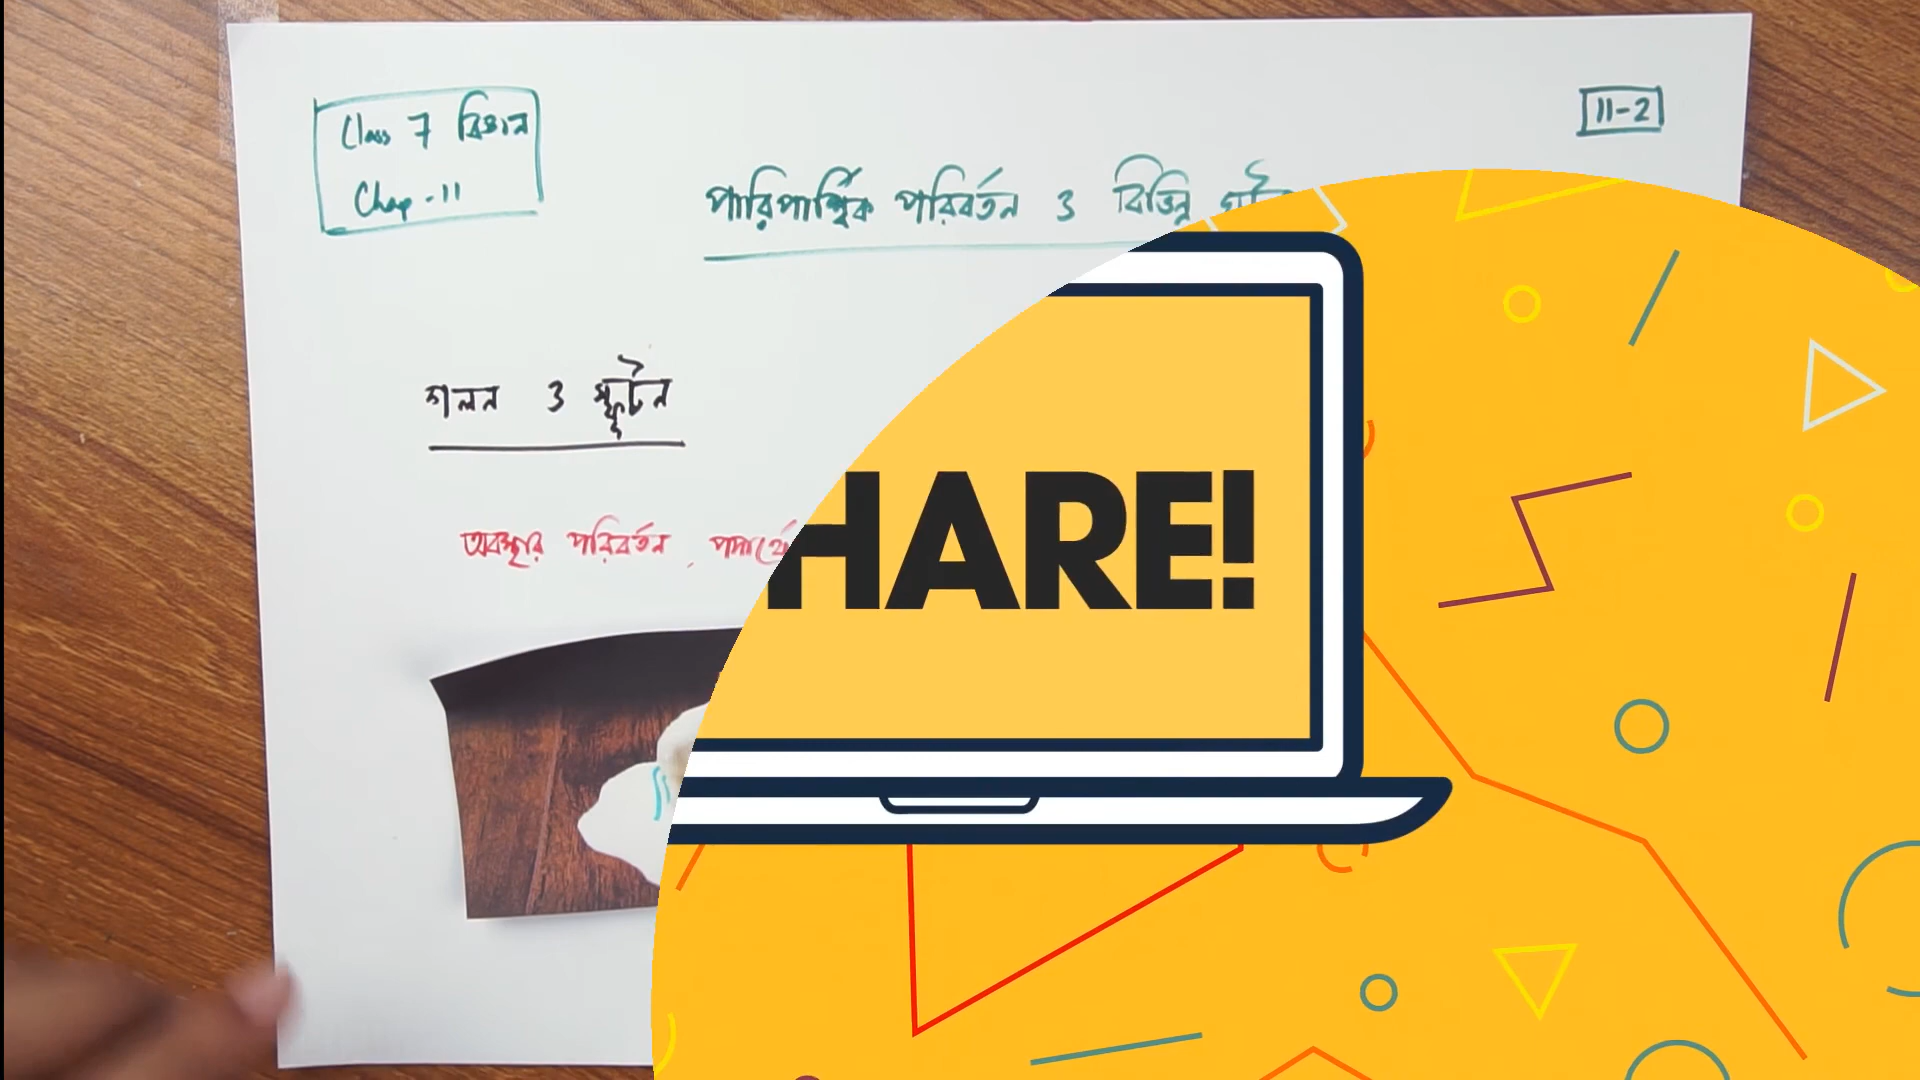 Class 7 বিজ্ঞান
Chap-11
11-2
পারিপার্শ্বিক পরিবর্তন ও বিভিন্ন
গলন ও স্ফুটন
অবস্থার পরিবর্তন,
HARE!